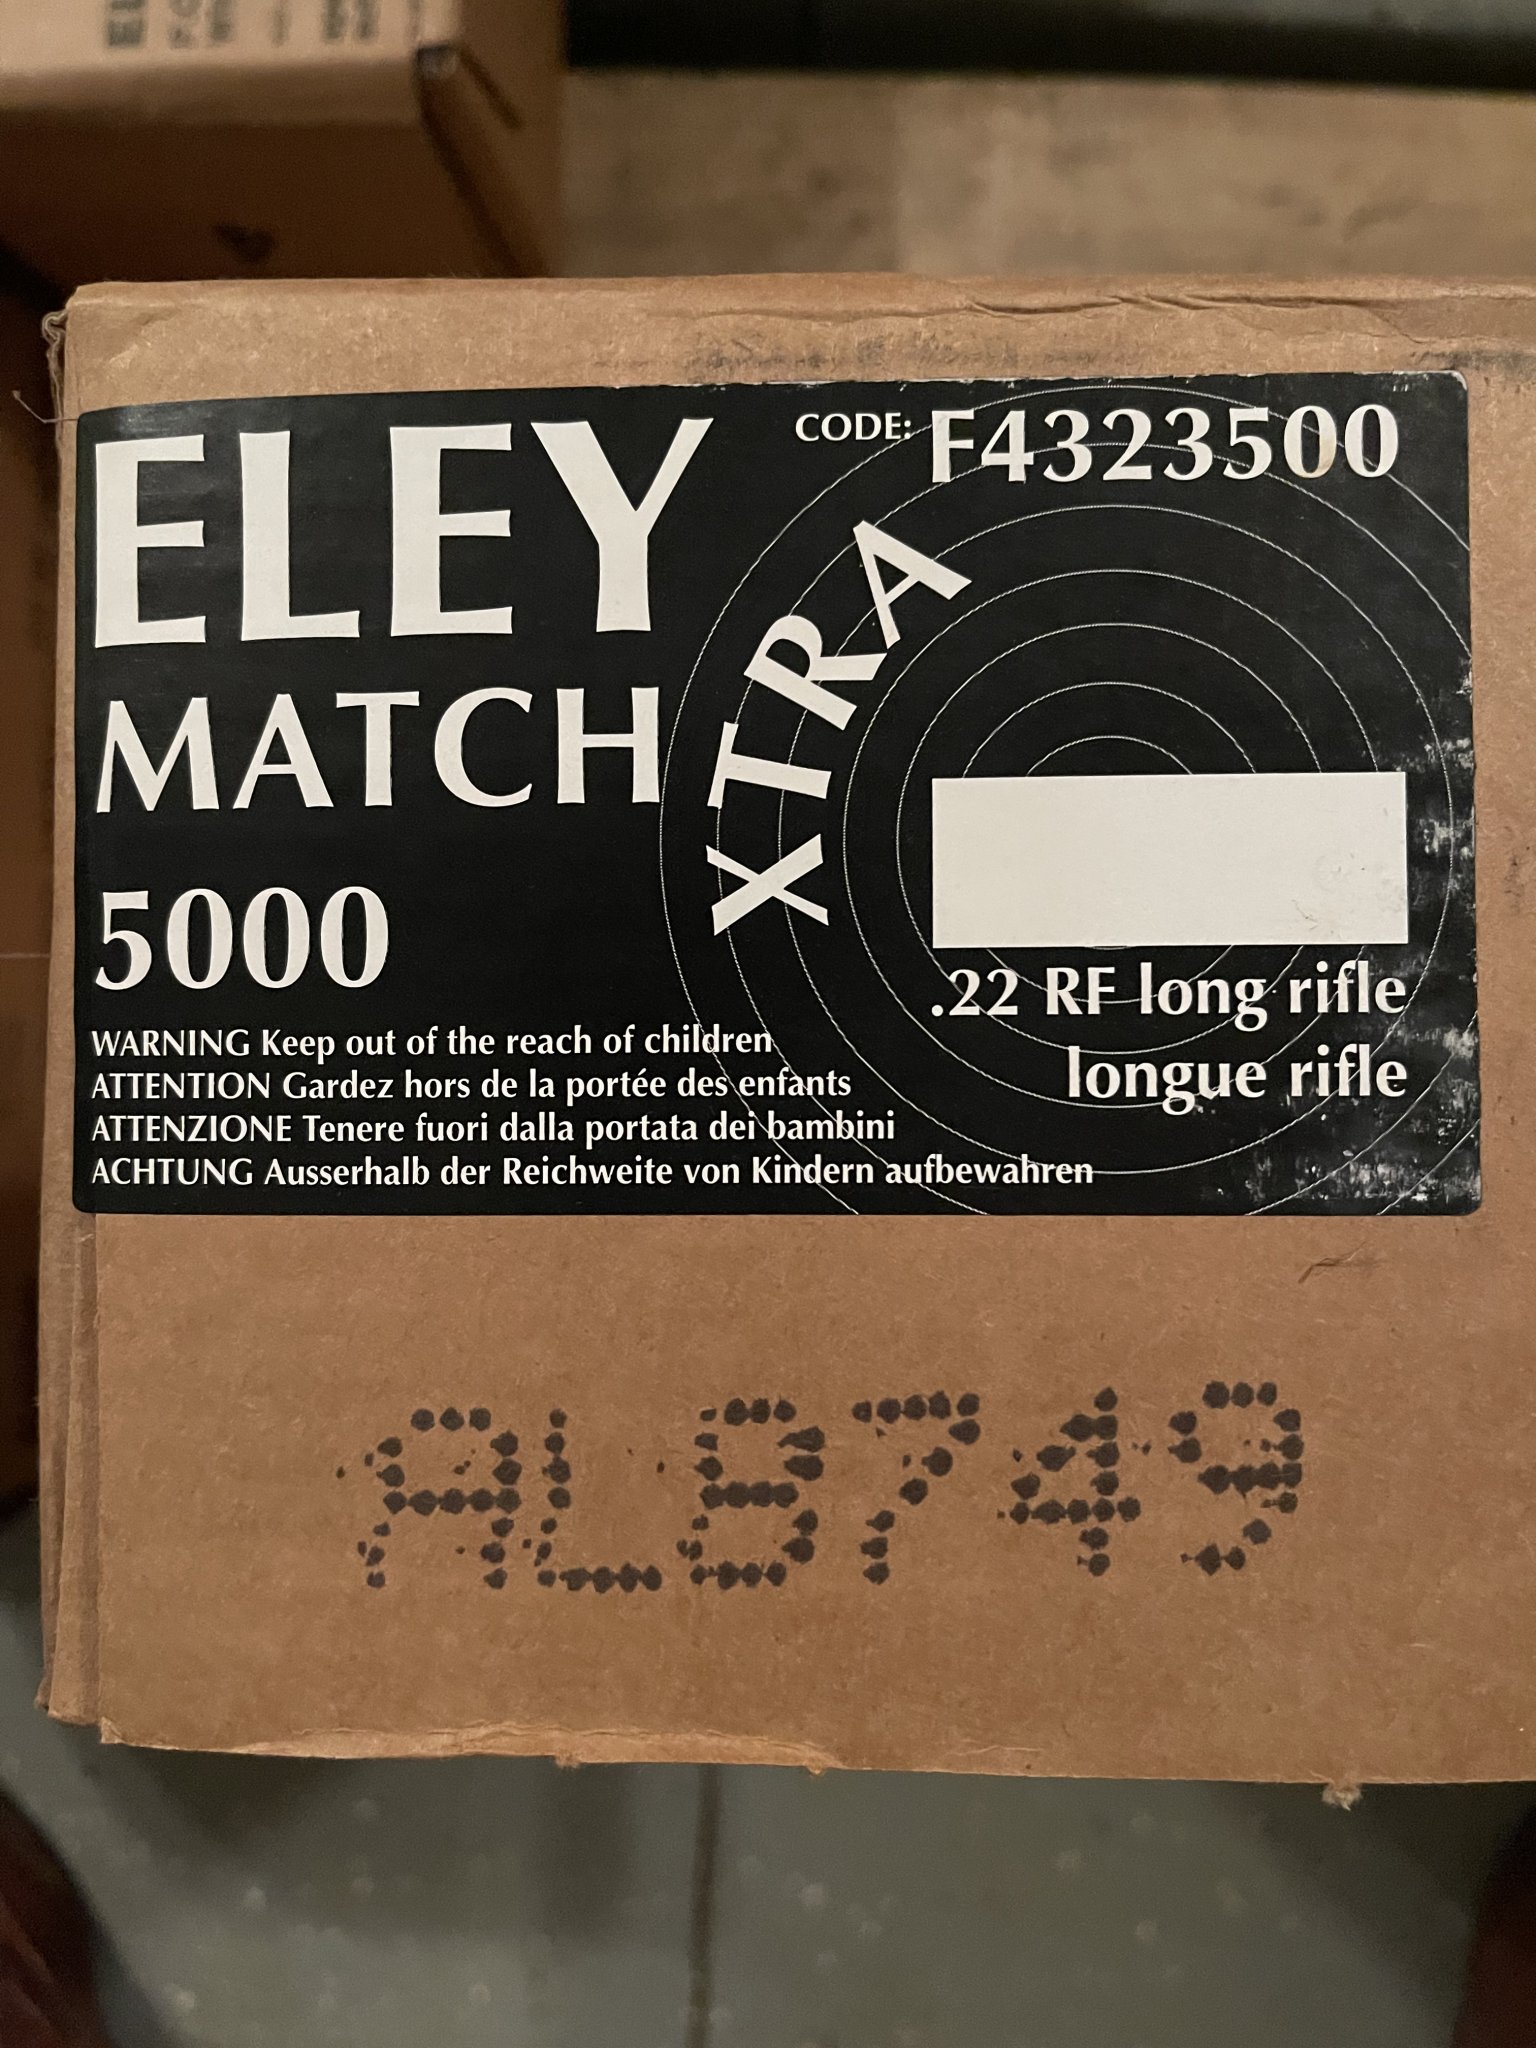 ELEY
MATCH
XTRA
CODE: F4323500
5000
.22 RF long rifle
longue rifle
WARNING Keep out of the reach of children
ATTENTION Gardez hors de la portée des enfants
ATTENZIONE Tenere fuori dalla portata dei bambini
ACHTUNG Ausserhalb der Reichweite von Kindern aufbewahren
AL8749